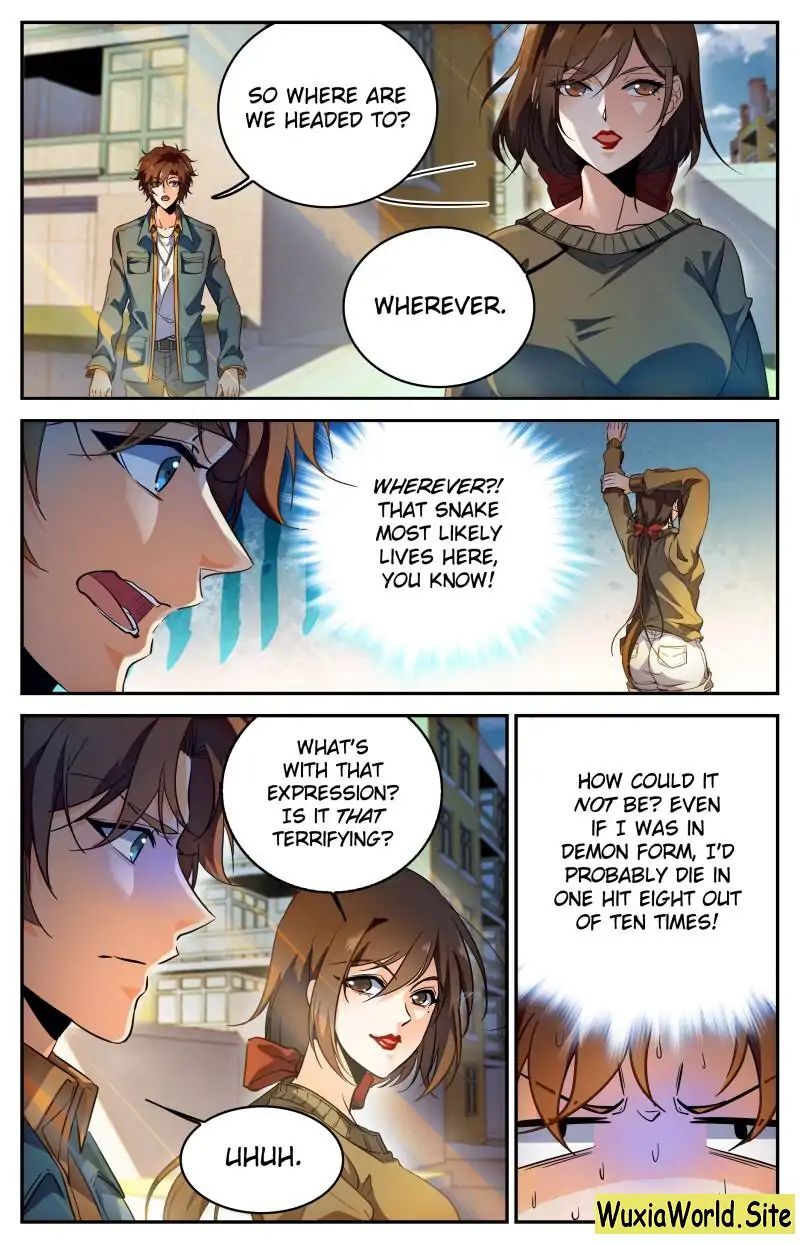 SO WHERE ARE
WE HEADED TO?
WHEREVER.
WHEREVER?!
THAT SNAKE
MOST LIKELY
LIVES HERE,
YOU KNOW!
WHAT'S
WITH THAT
EXPRESSION?
IS IT THAT
TERRIFYING?
UHUH.
HOW COULD IT
NOT BE? EVEN
IF I WAS IN
DEMON FORM, I'D
PROBABLY DIE IN
ONE HIT EIGHT OUT
OF TEN TIMES!
WuxiaWorld.Site